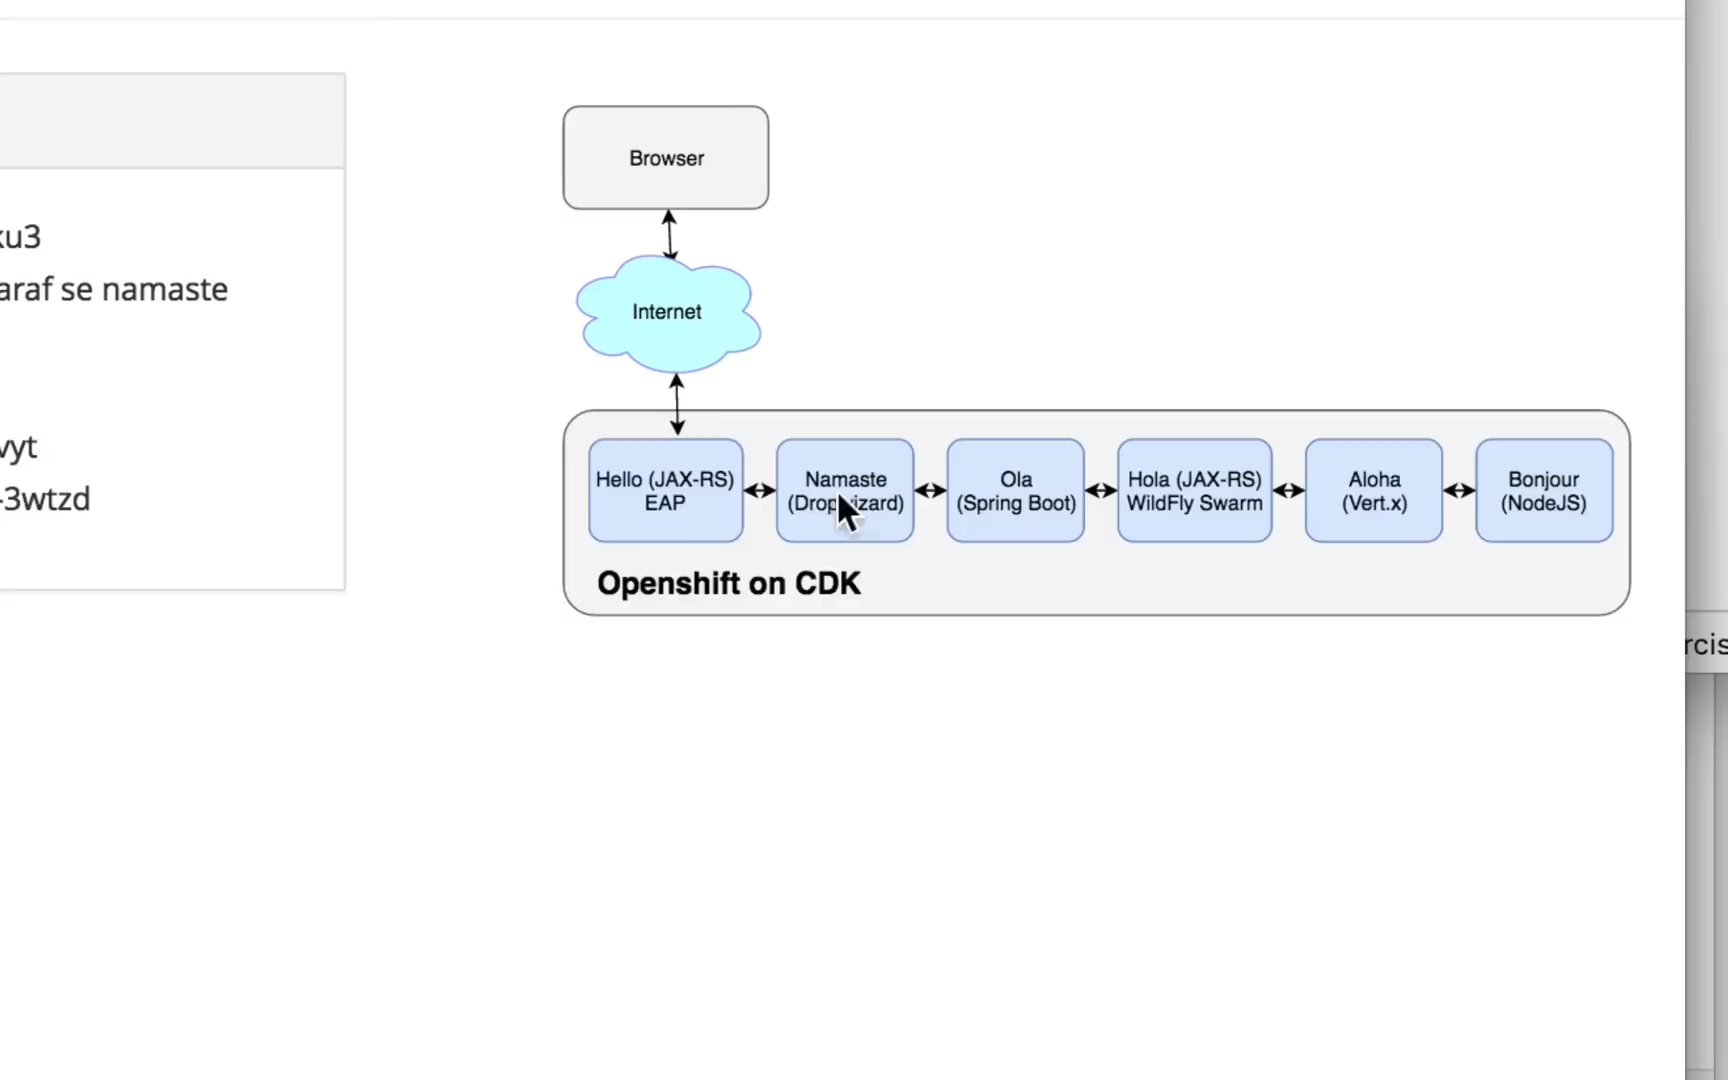 ku3
araf se namaste
vyt
-3wtzd
Browser
Internet
Hello (JAX-RS)
EAP
Namaste
(Dropwizard)
Ola
(Spring Boot)
Hola (JAX-RS)
WildFly Swarm
Aloha
(Vert.x)
Bonjour
(NodeJS)
Openshift on CDK
rcis